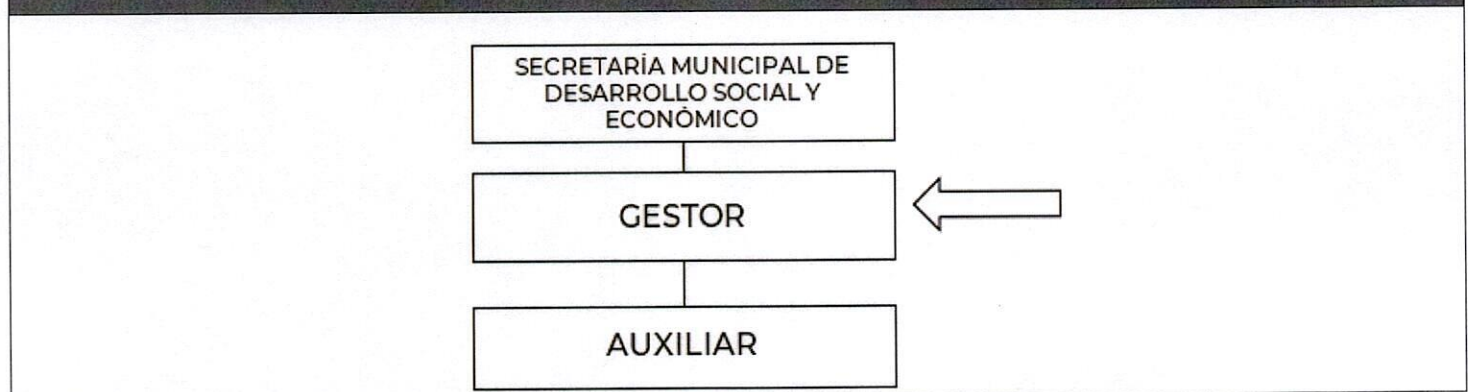 SECRETARÍA MUNICIPAL DE
DESARROLLO SOCIAL Y
ECONÓMICO
GESTOR
AUXILIAR